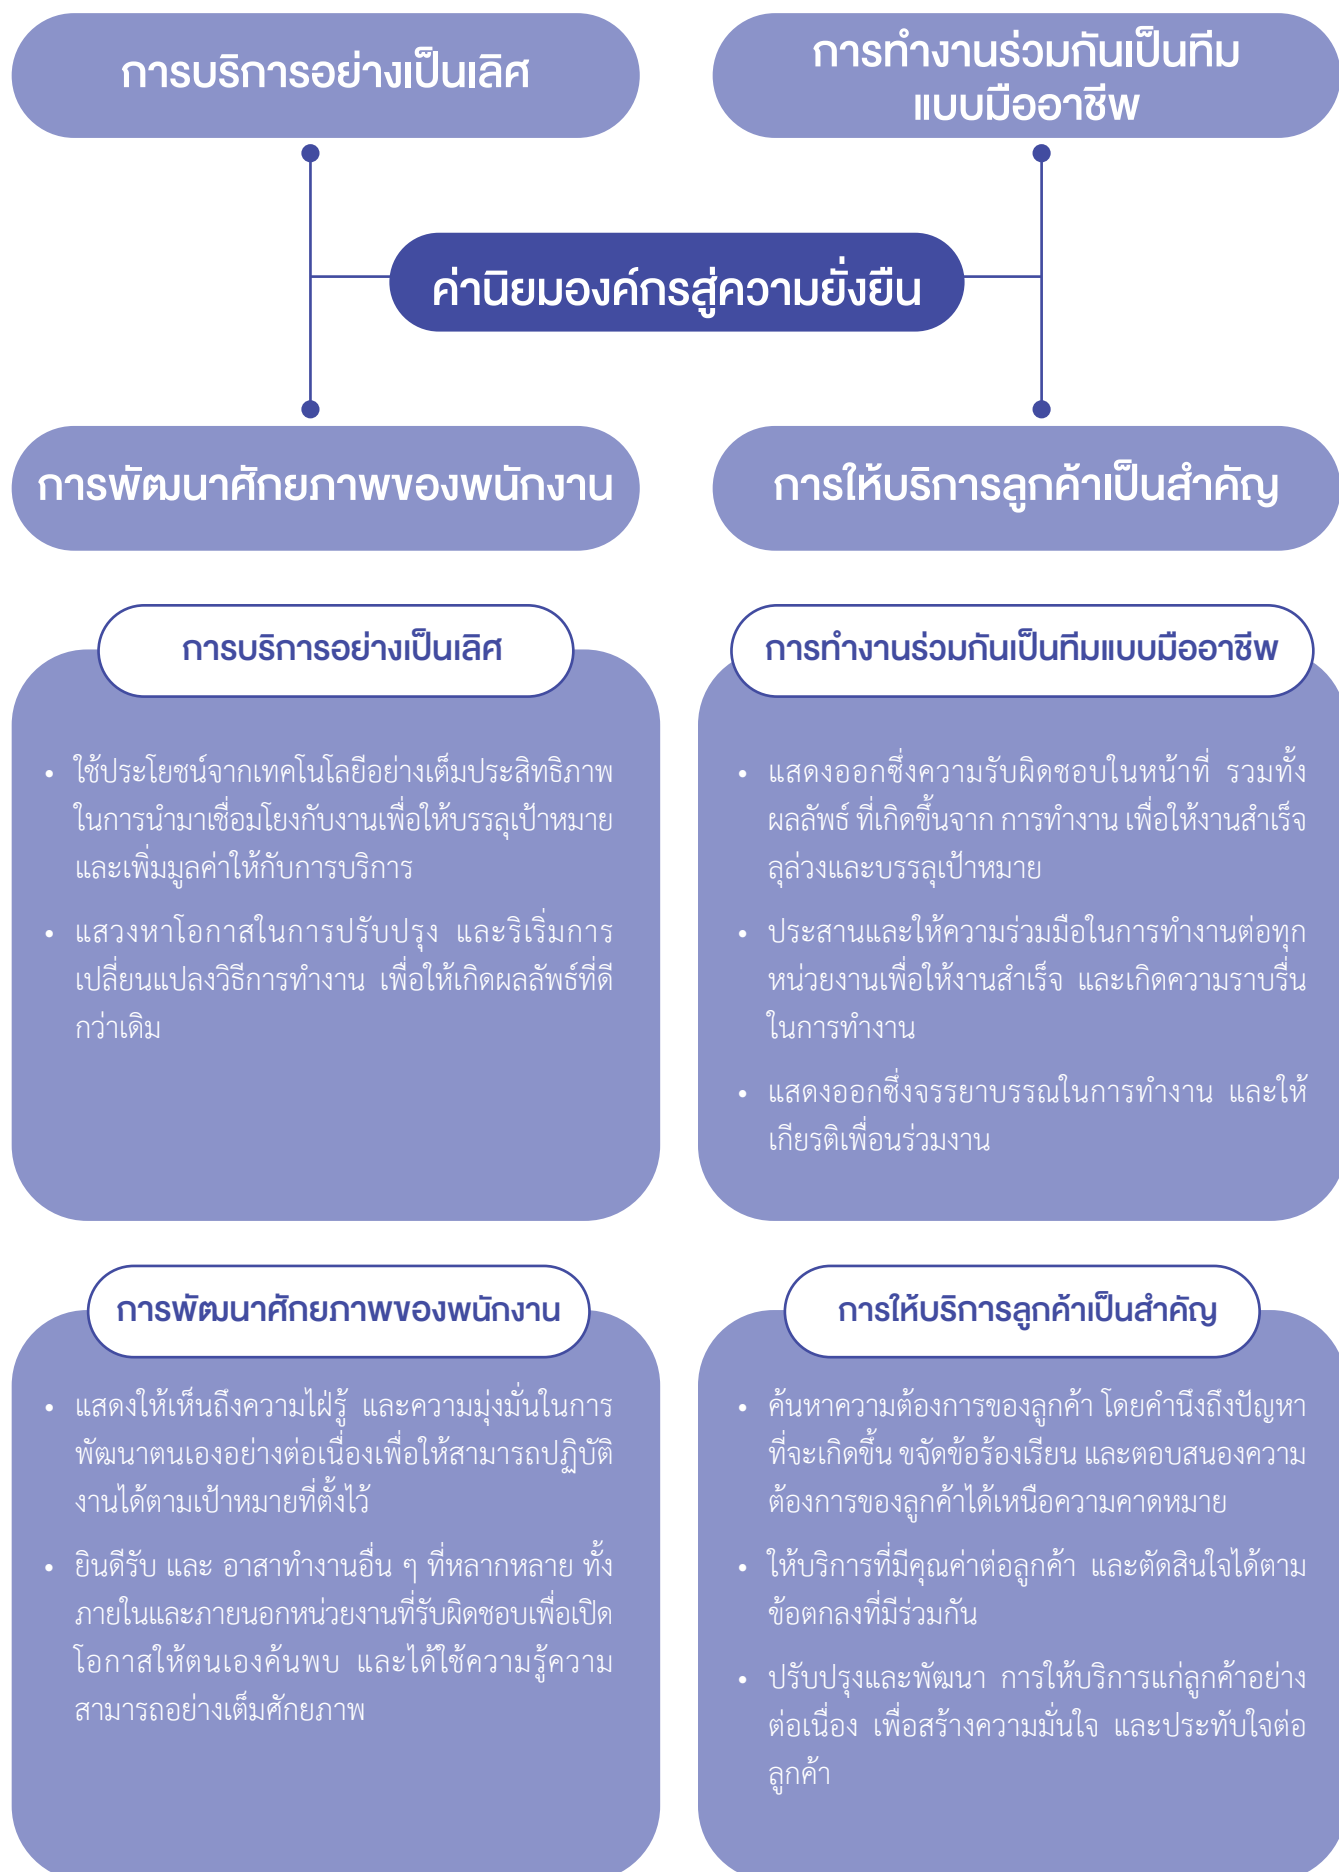 การบริการอย่างเป็นเลิศ
การทำงานร่วมกันเป็นทีม
แบบมืออาชีพ
ค่านิยมองค์กรสู่ความยั่งยืน
การพัฒนาศักยภาพของพนักงาน
การให้บริการลูกค้าเป็นสำคัญ
การบริการอย่างเป็นเลิศ
• ใช้ประโยชน์จากเทคโนโลยีอย่างเต็มประสิทธิภาพ
ในการนำมาเชื่อมโยงกับงานเพื่อให้บรรลุเป้าหมาย
และเพิ่มมูลค่าให้กับการบริการ
• แสวงหาโอกาสในการปรับปรุง และริเริ่มการ
เปลี่ยนแปลงวิธีการทำงาน เพื่อให้เกิดผลลัพธ์ที่ดี
กว่าเดิม
การทำงานร่วมกันเป็นทีมแบบมืออาชีพ
• แสดงออกซึ่งความรับผิดชอบในหน้าที่ รวมทั้ง
ผลลัพธ์ ที่เกิดขึ้นจาก การทำงาน เพื่อให้งานสำเร็จ
ลุล่วงและบรรลุเป้าหมาย
• ประสานและให้ความร่วมมือในการทำงานต่อทุก
หน่วยงานเพื่อให้งานสำเร็จ และเกิดความราบรื่น
ในการทำงาน
• แสดงออกซึ่งจรรยาบรรณในการทำงาน และให้
เกียรติเพื่อนร่วมงาน
การพัฒนาศักยภาพของพนักงาน
• แสดงให้เห็นถึงความไฝ่รู้ และความมุ่งมั่นในการ
พัฒนาตนเองอย่างต่อเนื่องเพื่อให้สามารถปฏิบัติ
งานได้ตามเป้าหมายที่ตั้งไว้
• ยินดีรับ และ อาสาทำงานอื่น ๆ ที่หลากหลาย ทั้ง
ภายในและภายนอกหน่วยงานที่รับผิดชอบเพื่อเปิด
โอกาสให้ตนเองค้นพบ และได้ใช้ความรู้ความ
สามารถอย่างเต็มศักยภาพ
การให้บริการลูกค้าเป็นสำคัญ
• ค้นหาความต้องการของลูกค้า โดยคำนึงถึงปัญหา
ที่จะเกิดขึ้น ขจัดข้อร้องเรียน และตอบสนองความ
ต้องการของลูกค้าได้เหนือความคาดหมาย
• ให้บริการที่มีคุณค่าต่อลูกค้า และตัดสินใจได้ตาม
ข้อตกลงที่มีร่วมกัน
• ปรับปรุงและพัฒนา การให้บริการแก่ลูกค้าอย่าง
ต่อเนื่อง เพื่อสร้างความมั่นใจ และประทับใจต่อ
ลูกค้า